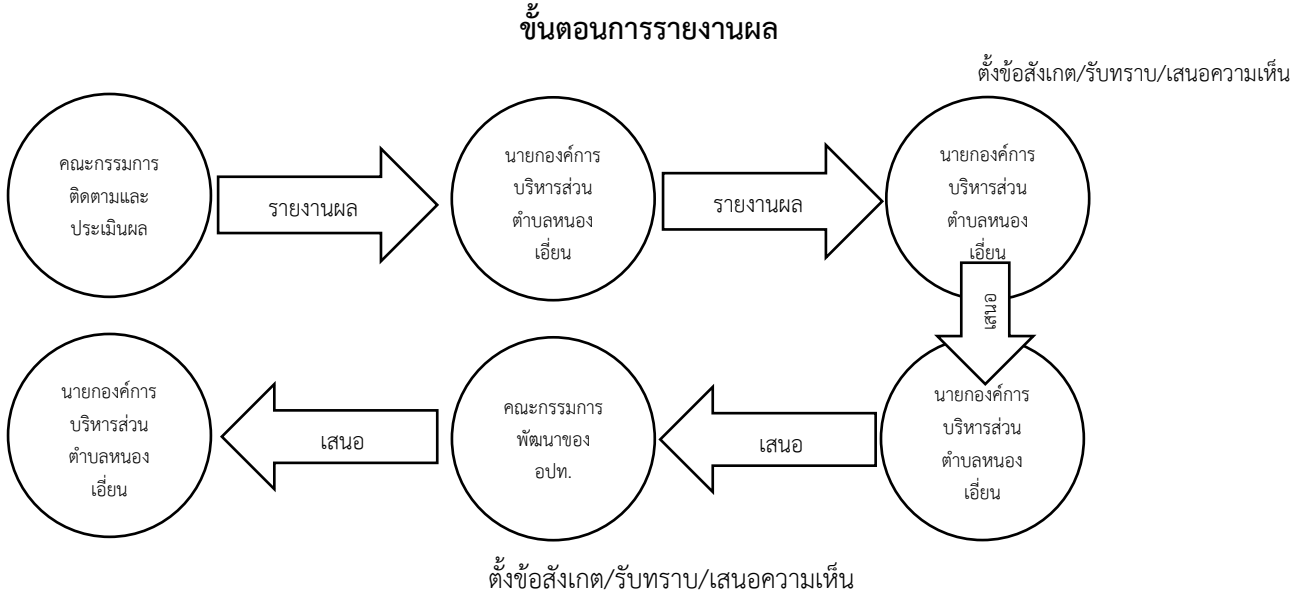 ขั้นตอนการรายงานผล
ตั้งข้อสังเกต/รับทราบ/เสนอความเห็น
คณะกรรมการ
ติดตามและ
ประเมินผล
รายงานผล
นายกองค์การ
บริหารส่วน
ตำบลหนอง
เอี่ยน
รายงานผล
นายกองค์การ
บริหารส่วน
ตำบลหนอง
เอี่ยน
เสนอ
นายกองค์การ
บริหารส่วน
ตำบลหนอง
เอี่ยน
เสนอ
คณะกรรมการ
พัฒนาของ
อปท.
เสนอ
นายกองค์การ
บริหารส่วน
ตำบลหนอง
เอี่ยน
ตั้งข้อสังเกต/รับทราบ/เสนอความเห็น